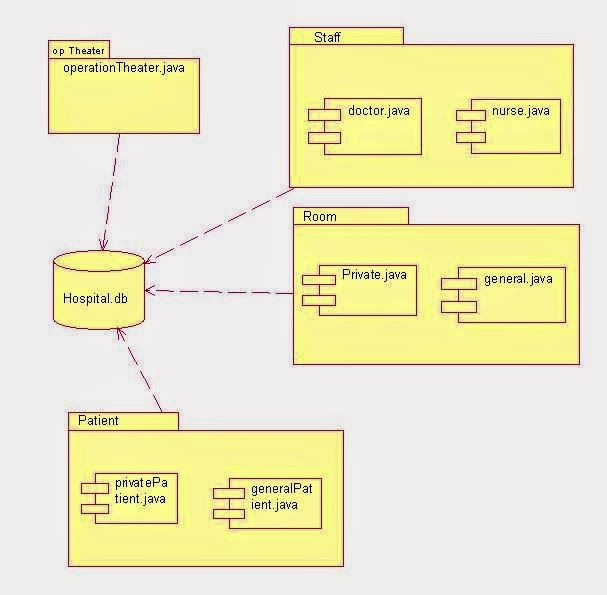 op Theater
operationTheater.java
Staff
doctor.java
nurse.java
Room
Private.java
general.java
Hospital.db
Patient
privatePa
tient.java
generalPat
ient.java